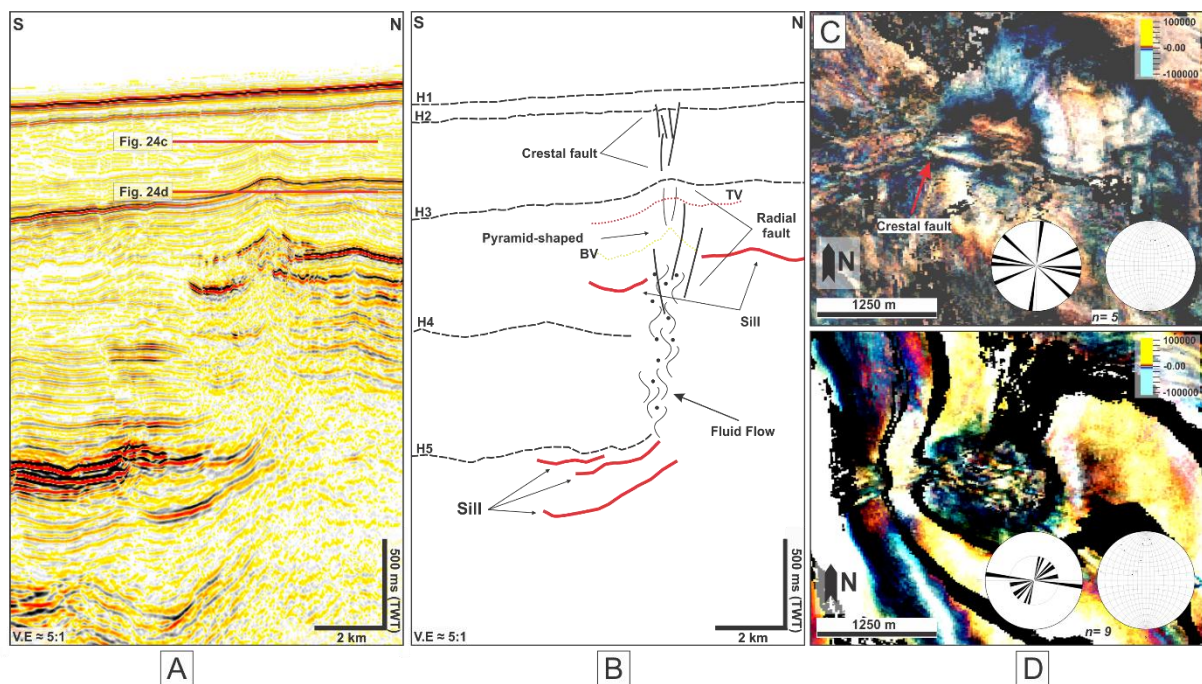 S
N
Fig. 24c
Fig. 24d
500 ms (TWT)
2 km
V.E ≈ 5:1
A
S
N
H1
H2
Crestal fault
H3
TV
Radial
fault
Pyramid-shaped
BV
Sill
H4
Fluid Flow
H5
Sill
500 ms (TWT)
2 km
V.E ≈ 5:1
B
C
100000
-0.00
-100000
Crestal fault
N
1250 m
n= 5
100000
-0.00
-100000
N
1250 m
n= 9
D